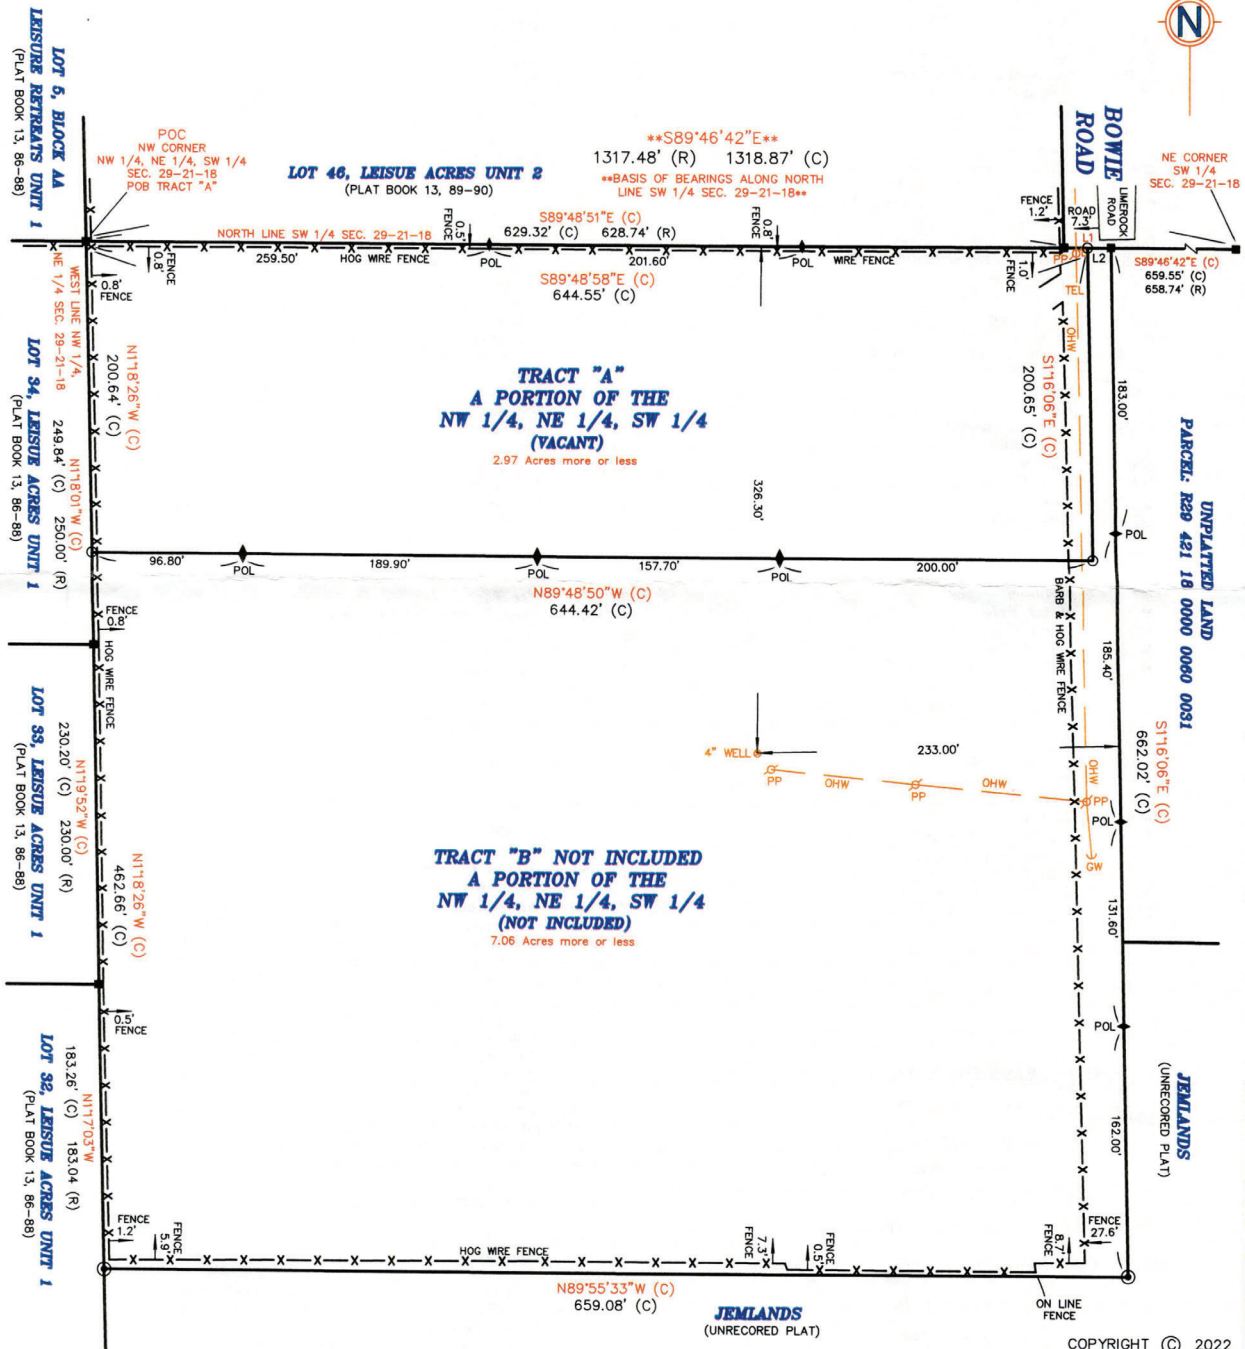 N
LOT 5, BLOCK AA
LEISURE RETREATS UNIT 1
(PLAT BOOK 13, 86-88)
POC
NW CORNER
NW 1/4, NE 1/4, SW 1/4
SEC. 29-21-18
POB TRACT "A"
LOT 46, LEISUE ACRES UNIT 2
(PLAT BOOK 13, 89-90)
**S89°46'42"E**
1317.48' (R) 1318.87' (C)
**BASIS OF BEARINGS ALONG NORTH
LINE SW 1/4 SEC. 29-21-18**
BOWIE
ROAD
LIMEROCK
ROAD
NE CORNER
SW 1/4
SEC. 29-21-18
FENCE
1.2'
ROAD
7.3'
L1
L2
NORTH LINE SW 1/4 SEC. 29-21-18
FENCE
0.5'
S89°48'51"E (C)
629.32' (C) 628.74' (R)
FENCE
0.8'
259.50'
HOG WIRE FENCE
POL
201.60'
POL
WIRE FENCE
FENCE
1.0'
PP
TEL
S89°46'42"E (C)
659.55' (C)
658.74' (R)
S89°48'58"E (C)
644.55' (C)
FENCE
0.8'
0.8'
FENCE
WEST LINE NW 1/4,
NE 1/4 SEC. 29-21-18
N1°18'26"W (C)
200.64' (C)
N1°18'01"W (C)
249.84' (C) 250.00' (R)
LOT 34, LEISUE ACRES UNIT 1
(PLAT BOOK 13, 86-88)
TRACT "A"
A PORTION OF THE
NW 1/4, NE 1/4, SW 1/4
(VACANT)
2.97 Acres more or less
326.30'
OHW
S1°16'06"E (C)
200.65' (C)
183.00'
POL
UNPLATTED LAND
PARCEL: R29 421 18 0000 0060 0031
96.80'
POL
189.90'
POL
157.70'
POL
200.00'
N89°48'50"W (C)
644.42' (C)
BARB & HOG WIRE FENCE
185.40'
FENCE
0.8'
HOG WIRE FENCE
S1°16'06"E (C)
662.02' (C)
LOT 33, LEISUE ACRES UNIT 1
(PLAT BOOK 13, 86-88)
N1°19'52"W (C)
230.20' (C) 230.00' (R)
4" WELL
233.00'
PP
OHW
PP
OHW
OHW
PP
POL
GW
N1°18'26"W (C)
462.66' (C)
TRACT "B" NOT INCLUDED
A PORTION OF THE
NW 1/4, NE 1/4, SW 1/4
(NOT INCLUDED)
7.06 Acres more or less
131.60'
0.5'
FENCE
POL
N1°17'03"W
183.26' (C) 183.04 (R)
LOT 32, LEISUE ACRES UNIT 1
(PLAT BOOK 13, 86-88)
162.00'
JEMLANDS
(UNRECORED PLAT)
FENCE
1.2'
FENCE
5.9'
HOG WIRE FENCE
FENCE
7.3'
FENCE
0.5'
FENCE
8.7'
FENCE
27.6'
N89°55'33"W (C)
659.08' (C)
JEMLANDS
(UNRECORED PLAT)
ON LINE
FENCE
COPYRIGHT © 2022